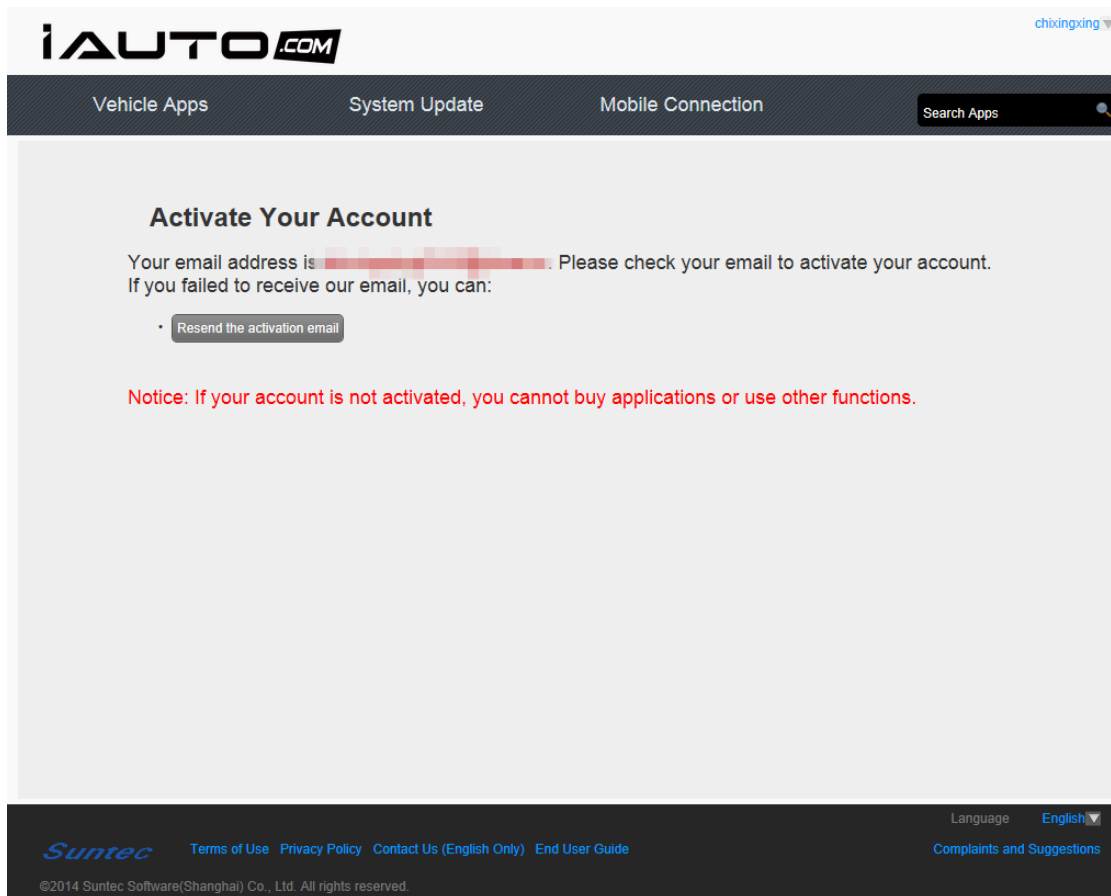 iAUTO.COM
chixingxing
Vehicle Apps System Update Mobile Connection Search Apps
Activate Your Account
Your email address is . Please check your email to activate your account.
If you failed to receive our email, you can:
• Resend the activation email
Notice: If your account is not activated, you cannot buy applications or use other functions.
Language English
Suntec Terms of Use Privacy Policy Contact Us (English Only) End User Guide Complaints and Suggestions
©2014 Suntec Software(Shanghai) Co., Ltd. All rights reserved.